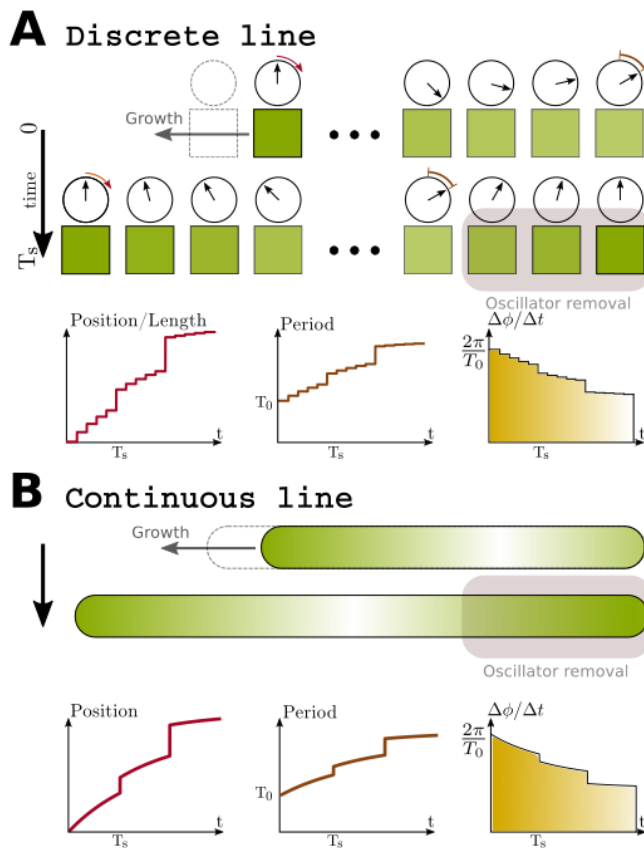 A Discrete line
Growth
0
time
Ts
Oscillator removal
Position/Length
Ts
t
Period
T0
Ts
t
Δϕ/Δt
2π
T0
Ts
t
B Continuous line
Growth
Oscillator removal
Position
Ts
t
Period
T0
Ts
t
Δϕ/Δt
2π
T0
Ts
t